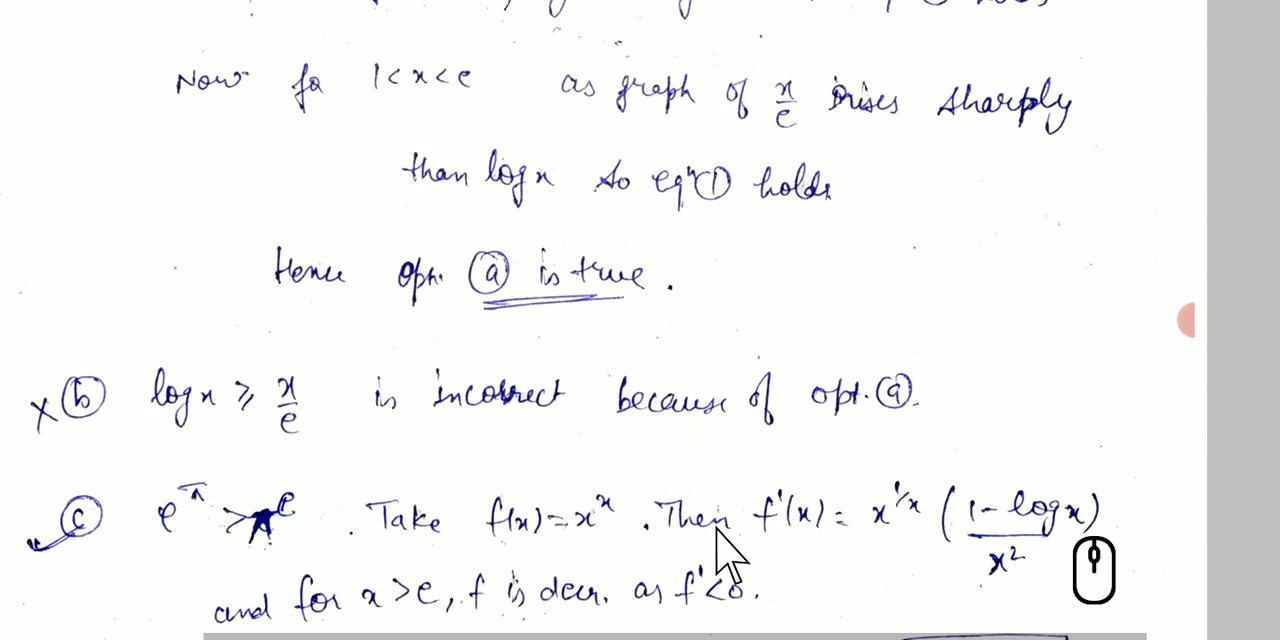 Now for 1 < x < e as graph of x/e rises sharply
than log x so eqⁿ ① holds
Hence opt. ⓐ is true.
× ⓑ log x ≥ x/e is incorrect because of opt. ⓐ.
ⓒ e^π > π^e . Take f(x) = x^x . Then f'(x) = x^(1/x) ((1 - log x)/x²)
and for x > e, f is decr. as f' < 0.